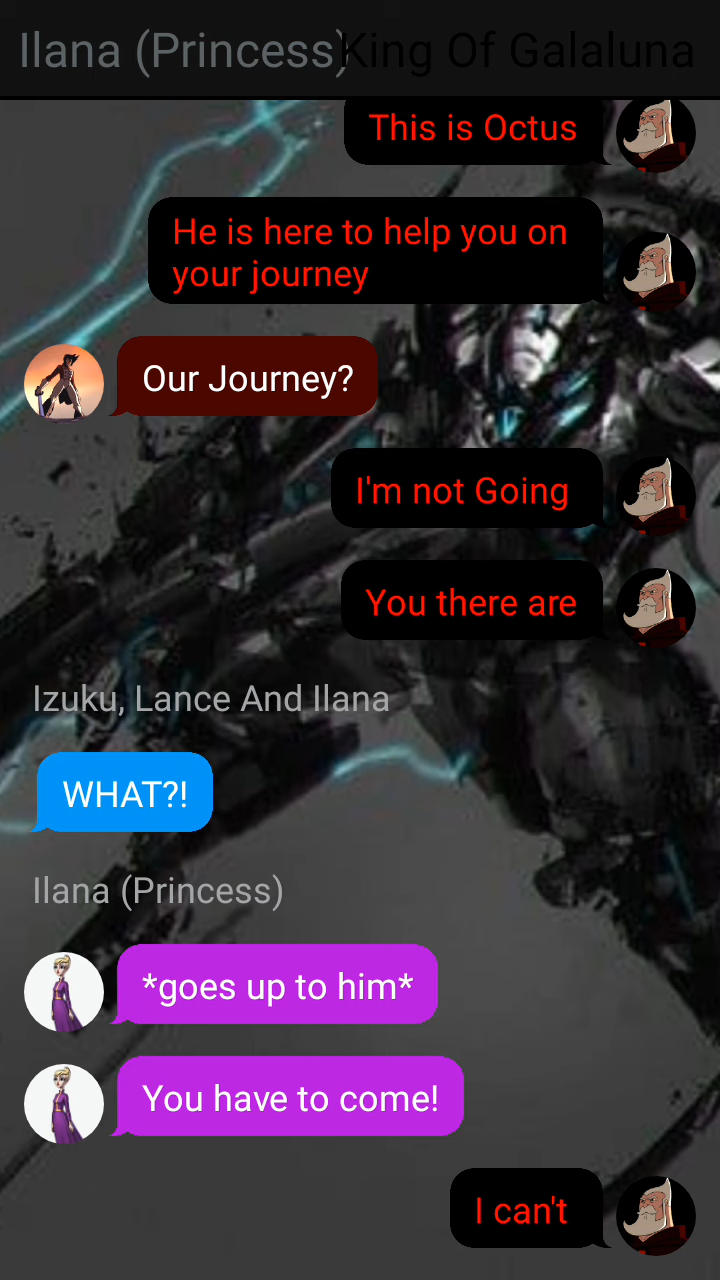 Ilana (Princess)
King Of Galaluna
This is Octus
He is here to help you on
your journey
Our Journey?
I'm not Going
You there are
Izuku, Lance And Ilana
WHAT?!
Ilana (Princess)
*goes up to him*
You have to come!
I can't